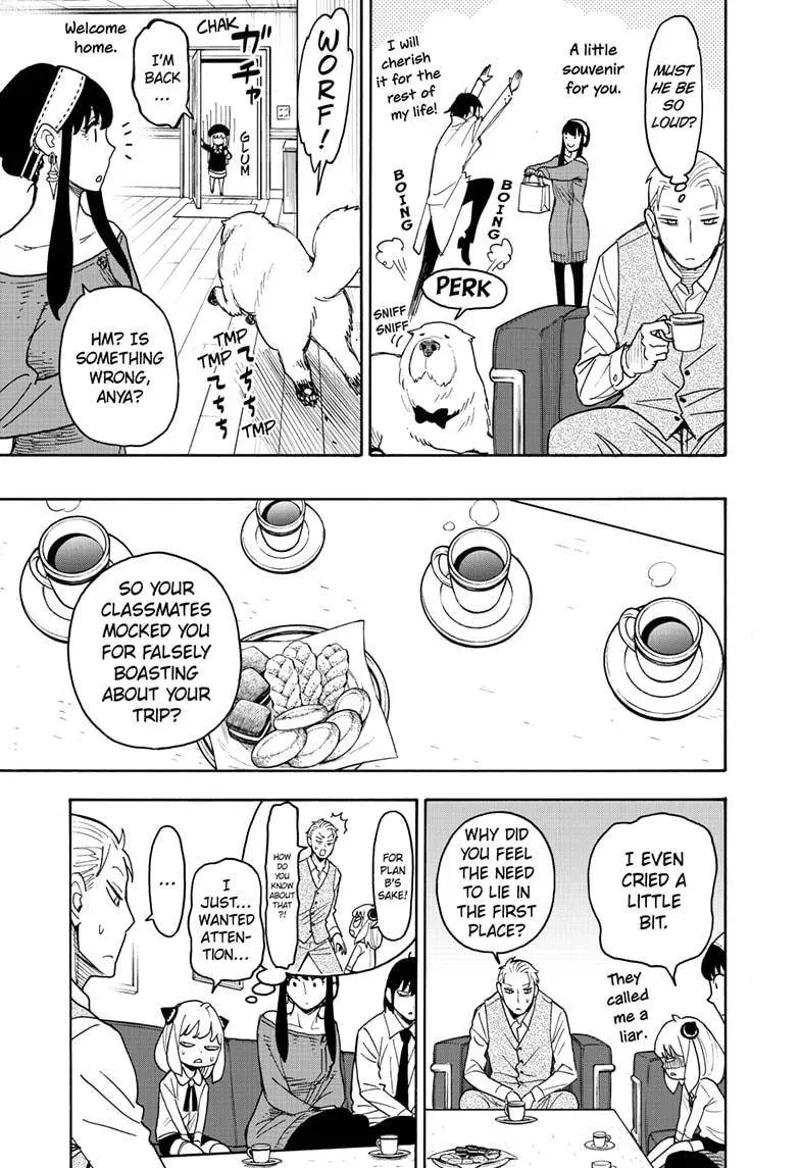 MUST
HE BE
SO
LOUD?
A little
souvenir
for you.
I will
cherish
it for the
rest of
my life!
BOING
BOING
PERK
SNIFF
SNIFF
WORF!
ガチャ
CHAK
I'M
BACK
...
Welcome
home.
GLUM
TMP
TMP
てちちてちち
TMP
HM? IS
SOMETHING
WRONG,
ANYA?
SO YOUR
CLASSMATES
MOCKED YOU
FOR FALSELY
BOASTING
ABOUT YOUR
TRIP?
I EVEN
CRIED A
LITTLE
BIT.
They
called
me a
liar.
WHY DID
YOU FEEL
THE NEED
TO LIE IN
THE FIRST
PLACE?
FOR
PLAN
B'S
SAKE!
HOW
DO YOU
KNOW
ABOUT
THAT
?!
I
JUST...
WANTED
ATTEN-
TION...
...